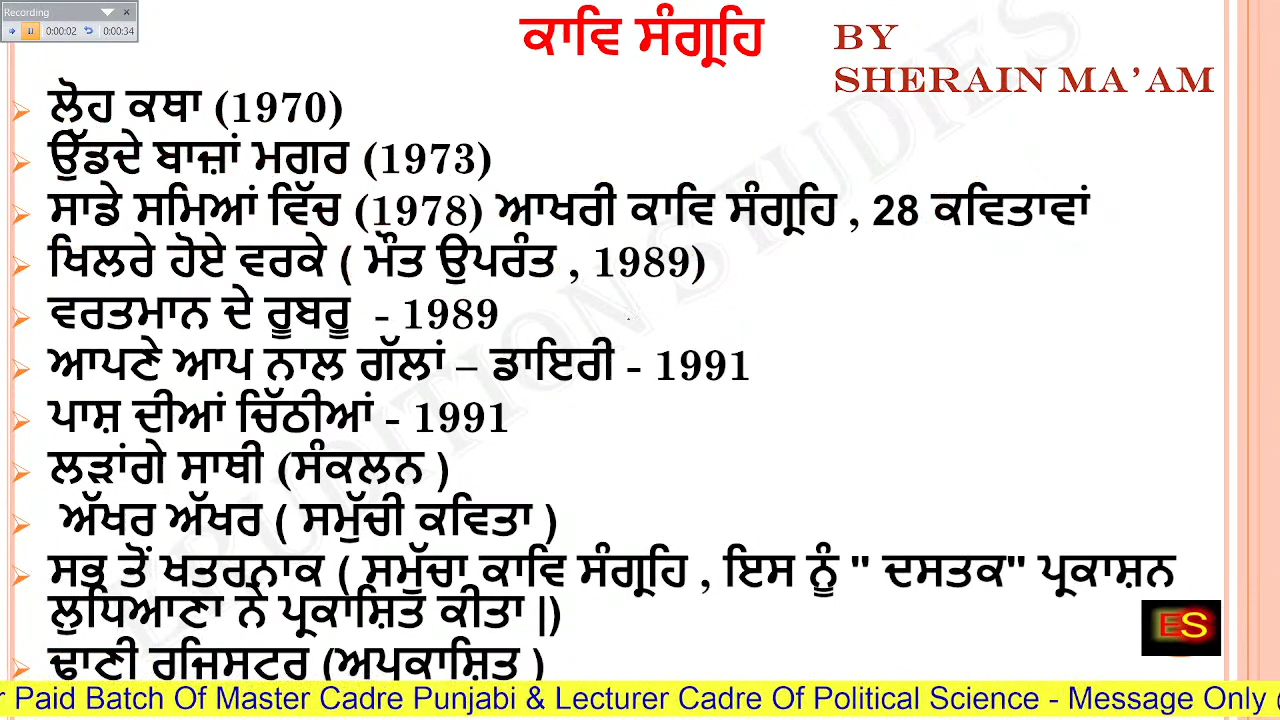 Recording
0:00:02 0:00:34
ਕਾਵਿ ਸੰਗ੍ਰਹਿ
BY
SHERAIN MA'AM
ਲੋਹ ਕਥਾ (1970)
ਉੱਡਦੇ ਬਾਜ਼ਾਂ ਮਗਰ (1973)
ਸਾਡੇ ਸਮਿਆਂ ਵਿੱਚ (1978) ਆਖਰੀ ਕਾਵਿ ਸੰਗ੍ਰਹਿ , 28 ਕਵਿਤਾਵਾਂ
ਖਿਲਰੇ ਹੋਏ ਵਰਕੇ ( ਮੌਤ ਉਪਰੰਤ , 1989)
ਵਰਤਮਾਨ ਦੇ ਰੂਬਰੂ - 1989
ਆਪਣੇ ਆਪ ਨਾਲ ਗੱਲਾਂ – ਡਾਇਰੀ - 1991
ਪਾਸ਼ ਦੀਆਂ ਚਿੱਠੀਆਂ - 1991
ਲੜਾਂਗੇ ਸਾਥੀ (ਸੰਕਲਨ )
ਅੱਖਰ ਅੱਖਰ ( ਸਮੁੱਚੀ ਕਵਿਤਾ )
ਸਭ ਤੋਂ ਖਤਰਨਾਕ ( ਸਮੁੱਚਾ ਕਾਵਿ ਸੰਗ੍ਰਹਿ , ਇਸ ਨੂੰ " ਦਸਤਕ" ਪ੍ਰਕਾਸ਼ਨ
ਲੁਧਿਆਣਾ ਨੇ ਪ੍ਰਕਾਸ਼ਿਤ ਕੀਤਾ |)
ਢਾਣੀ ਰਜਿਸਟਰ (ਅਪ੍ਰਕਾਸ਼ਿਤ )
ERUDITION STUDIES
ES
r Paid Batch Of Master Cadre Punjabi & Lecturer Cadre Of Political Science - Message Only (